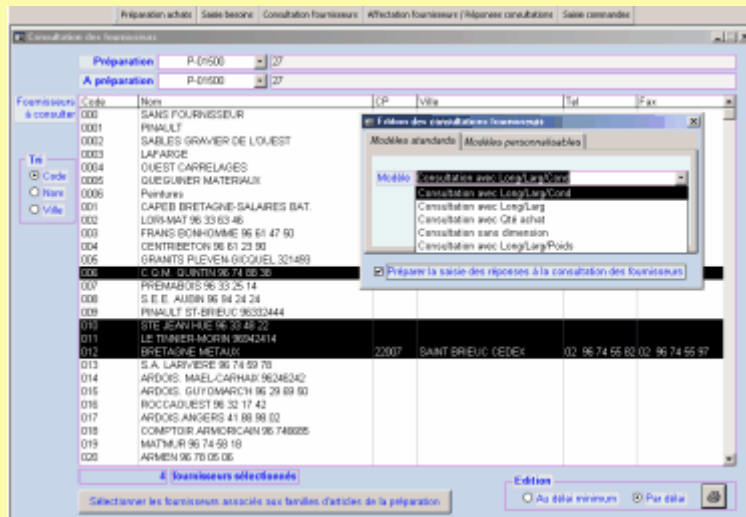 Préparation achats Saisie besoins Consultation fournisseurs Affectation fournisseurs / Réponses consultations Saisie commandes
Consultation des fournisseurs
Préparation P-01500 27
A préparation P-01500 27
Fournisseurs à consulter
Code Nom CP Ville Tel Fax
000 SANS FOURNISSEUR
0001 PINAULT
0002 SABLES GRAVIER DE L'OUEST
0003 LAFARGE
0004 OUEST CARRELAGES
0005 QUEGUINER MATERIAUX
0006 Peintures
001 CAPEB BRETAGNE-SALAIRES BAT.
002 LORI-MAT 96 33 63 46
003 FRANS BONHOMME 96 61 47 50
004 CENTRIBETON 96 61 23 90
005 GRANITS PLEVEN-GICQUEL 321493
006 C.Q.M. QUINTIN 96 74 88 38
007 PREMABOIS 96 33 25 14
008 S.E.E. AUBIN 96 94 24 24
009 PINAULT ST-BRIEUC 96332444
010 STE JEAN HUE 96 33 48 22
011 LE TINNIER-MORIN 96942414
012 BRETAGNE METAUX 22007 SAINT BRIEUC CEDEX 02 96 74 55 82 02 96 74 55 97
013 S.A. LARIVIERE 96 74 59 78
014 ARDOIS. MAEL-CARHAIX 96246242
015 ARDOIS. GUYOMARC'H 96 29 69 50
016 ROCCAOUEST 96 32 17 42
017 ARDOIS.ANGERS 41 88 98 02
018 COMPTOIR ARMORICAIN 96 748685
019 MAT'MUR 96 74 58 18
020 ARMEN 96 78 05 06
Tri
Code
Nom
Ville
Edition des consultations fournisseurs
Modèles standards Modèles personnalisables
Modèle Consultation avec Long/Larg/Cond
Consultation avec Long/Larg/Cond
Consultation avec Long/Larg
Consultation avec Qté achat
Consultation sans dimension
Consultation avec Long/Larg/Poids
Préparer la saisie des réponses à la consultation des fournisseurs
4 fournisseurs sélectionnés
Sélectionner les fournisseurs associés aux familles d'articles de la préparation
Edition
Au délai minimum Par délai